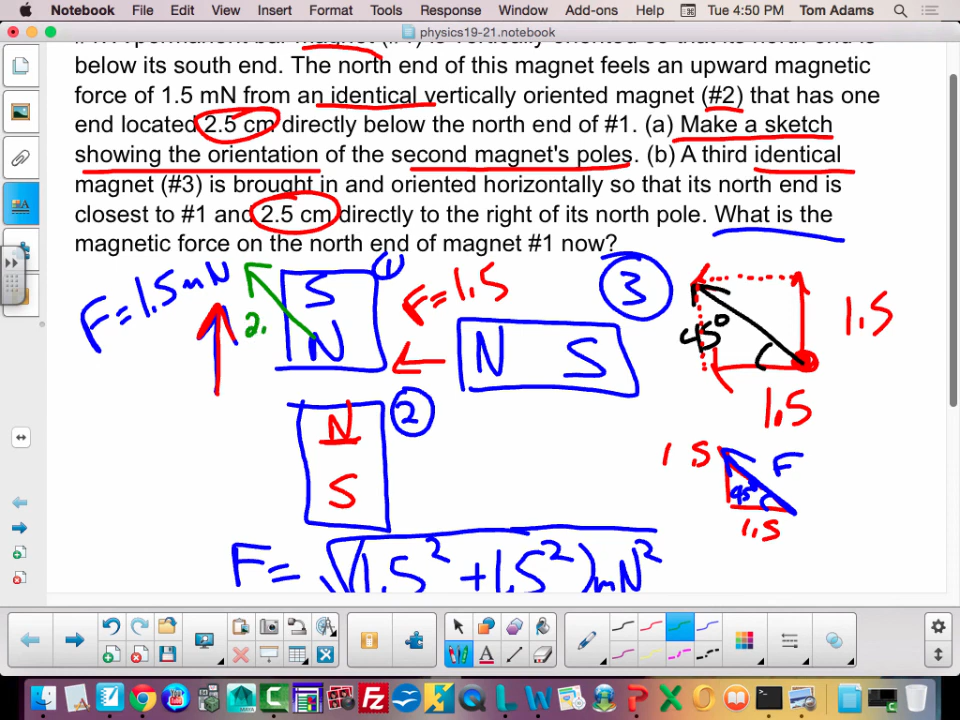 Notebook File Edit View Insert Format Tools Response Window Add-ons Help Tue 4:50 PM Tom Adams
physics19-21.notebook
below its south end. The north end of this magnet feels an upward magnetic
force of 1.5 mN from an identical vertically oriented magnet (#2) that has one
end located 2.5 cm directly below the north end of #1. (a) Make a sketch
showing the orientation of the second magnet's poles. (b) A third identical
magnet (#3) is brought in and oriented horizontally so that its north end is
closest to #1 and 2.5 cm directly to the right of its north pole. What is the
magnetic force on the north end of magnet #1 now?
F=1.5mN
2.
S
N
1
F=1.5
N S
3
45°
1.5
1.5
N
S
2
1.5
F
45°
1.5
F= √(1.5² +1.5²)mN²